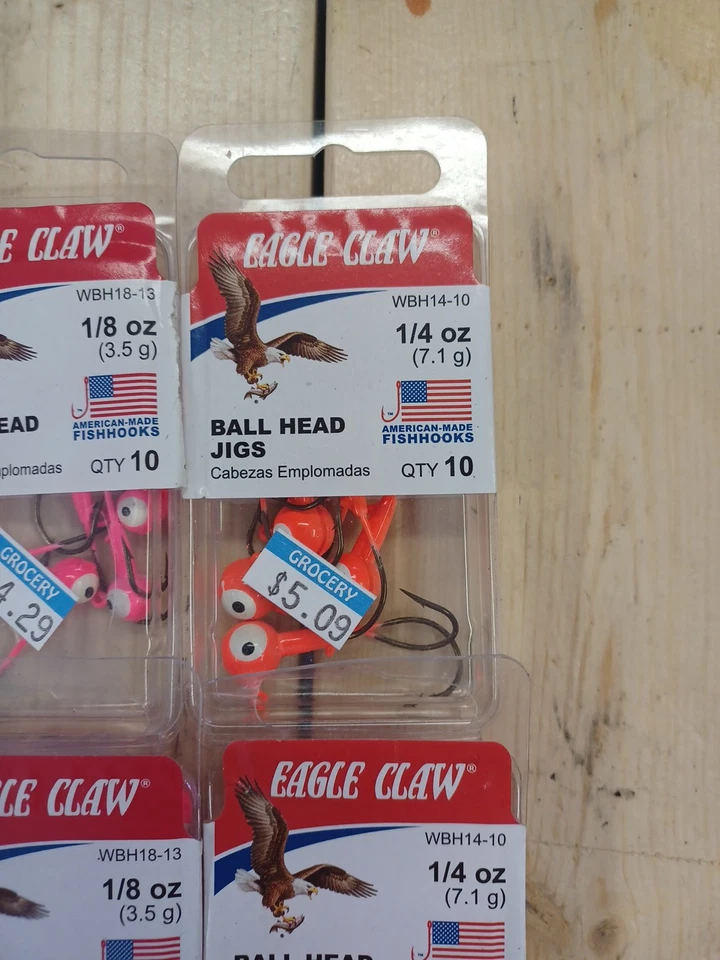 E CLAW®
WBH18-13
1/8 oz
(3.5 g)
AMERICAN-MADE
FISHHOOKS
EAD
plomadas
QTY 10
GROCERY
4.29
EAGLE CLAW®
WBH14-10
1/4 oz
(7.1 g)
AMERICAN-MADE
FISHHOOKS
BALL HEAD
JIGS
Cabezas Emplomadas
QTY 10
GROCERY
$5.09
LE CLAW®
WBH18-13
1/8 oz
(3.5 g)
EAGLE CLAW®
WBH14-10
1/4 oz
(7.1 g)
BALL HEAD